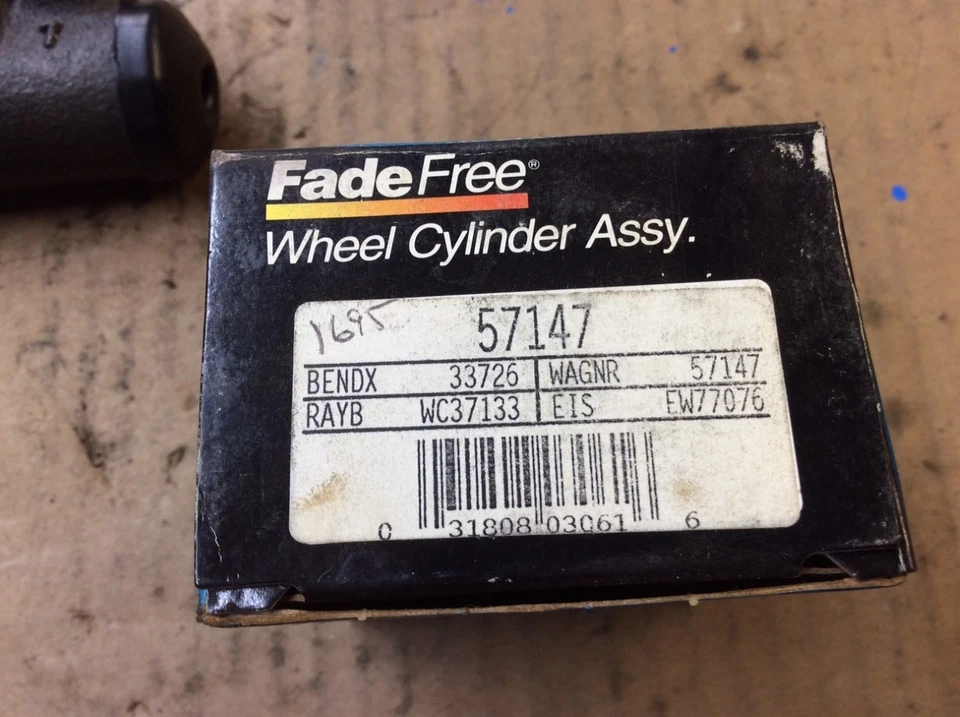 FadeFree®
Wheel Cylinder Assy.
1695
57147
BENDX 33726 WAGNR 57147
RAYB WC37133 EIS EW77076
0 31808 03061 6